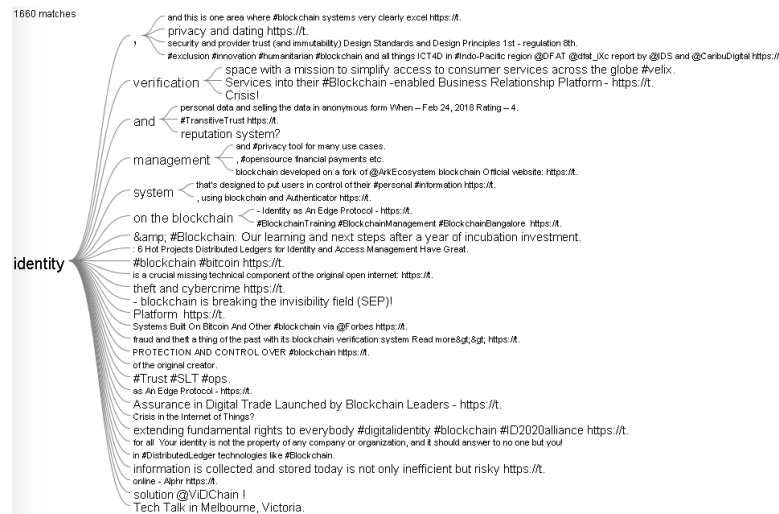 1660 matches
and this is one area where #blockchain systems very clearly excel https://t.
privacy and dating https://t.
,
security and provider trust (and immutability) Design Standards and Design Principles 1st - regulation 8th.
#exclusion #innovation #humanitarian #blockchain and all things ICT4D in #Indo-Pacific region @DFAT @dfat_iXc report by @IDS and @CaribuDigital https://
space with a mission to simplify access to consumer services across the globe #velix.
verification
Services into their #Blockchain -enabled Business Relationship Platform - https://t.
Crisis!
personal data and selling the data in anonymous form When – Feb 24, 2018 Rating – 4.
and
#TransitiveTrust https://t.
reputation system?
and #privacy tool for many use cases.
management
, #opensource financial payments etc.
blockchain developed on a fork of @ArkEcosystem blockchain Official website: https://t.
that's designed to put users in control of their #personal #information https://t.
system
, using blockchain and Authenticator https://t.
- Identity as An Edge Protocol - https://t.
on the blockchain
#BlockchainTraining #BlockchainManagement #BlockchainBangalore https://t.
&amp; #Blockchain: Our learning and next steps after a year of incubation investment.
: 6 Hot Projects Distributed Ledgers for Identity and Access Management Have Great.
identity
#blockchain #bitcoin https://t.
is a crucial missing technical component of the original open internet: https://t.
theft and cybercrime https://t.
- blockchain is breaking the invisibility field (SEP)!
Platform https://t.
Systems Built On Bitcoin And Other #blockchain via @Forbes https://t.
fraud and theft a thing of the past with its blockchain verification system Read more&gt;&gt; https://t.
PROTECTION AND CONTROL OVER #blockchain https://t.
of the original creator.
#Trust #SLT #ops.
as An Edge Protocol - https://t.
Assurance in Digital Trade Launched by Blockchain Leaders - https://t.
Crisis in the Internet of Things?
extending fundamental rights to everybody #digitalidentity #blockchain #ID2020alliance https://t.
for all Your identity is not the property of any company or organization, and it should answer to no one but you!
in #DistributedLedger technologies like #Blockchain.
information is collected and stored today is not only inefficient but risky https://t.
online - Alphr https://t.
solution @ViDChain !
Tech Talk in Melbourne, Victoria.